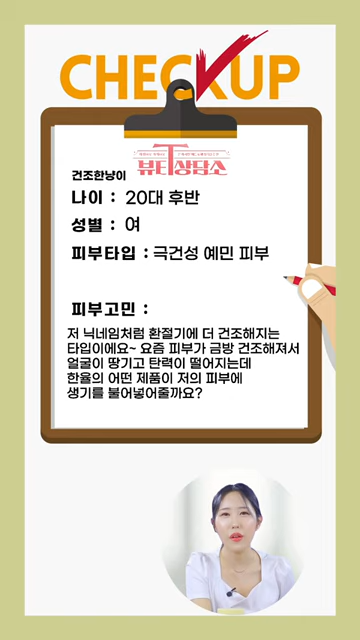 CHECKUP
뷰티상담소
건조한냥이
나이 : 20대 후반
성별 : 여
피부타입 : 극건성 예민 피부
피부고민 :
저 닉네임처럼 환절기에 더 건조해지는
타입이에요~ 요즘 피부가 금방 건조해져서
얼굴이 땅기고 탄력이 떨어지는데
한율의 어떤 제품이 저의 피부에
생기를 불어넣어줄까요?